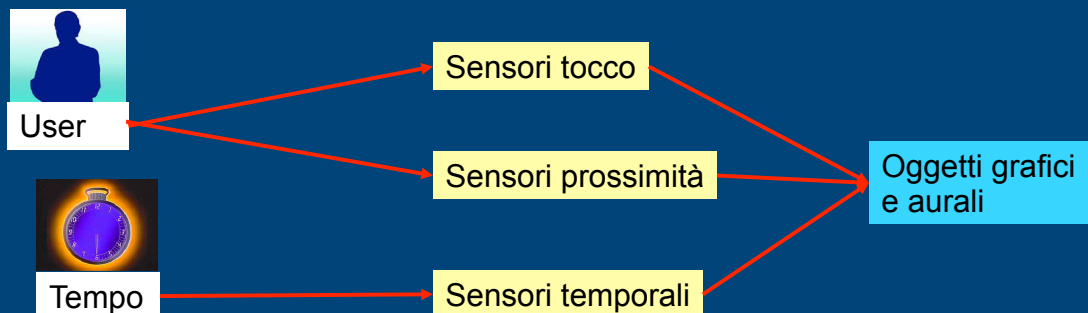 Sensori tocco
User
Sensori prossimità
Oggetti grafici
e aurali
Tempo
Sensori temporali